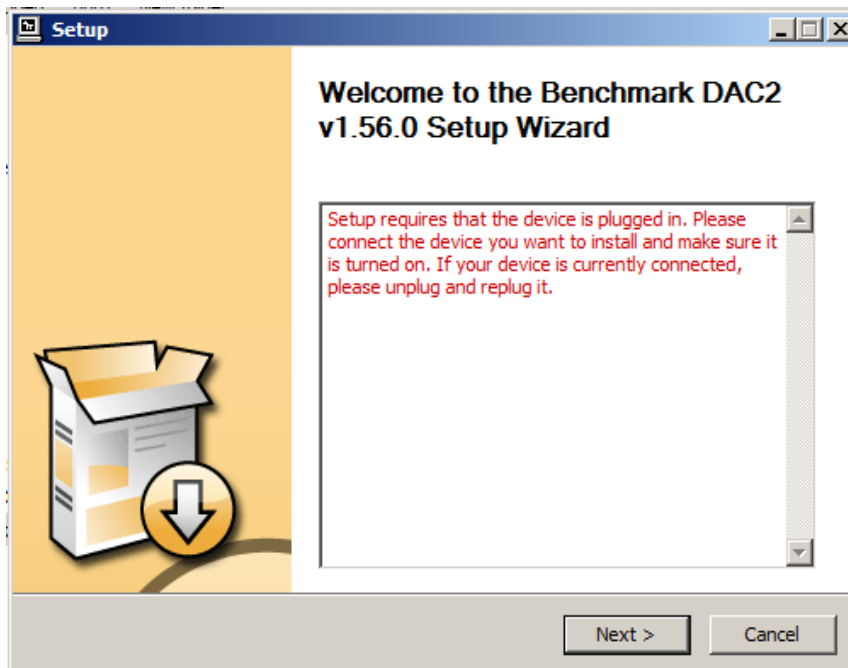 Setup
Welcome to the Benchmark DAC2
v1.56.0 Setup Wizard
Setup requires that the device is plugged in. Please
connect the device you want to install and make sure it
is turned on. If your device is currently connected,
please unplug and replug it.
Next >
Cancel